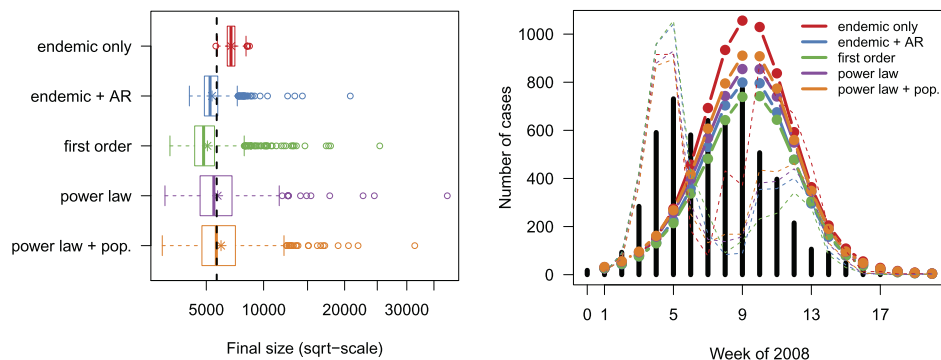 endemic only
endemic + AR
first order
power law
power law + pop.
5000 10000 20000 30000
Final size (sqrt−scale)
Number of cases
1000
800
600
400
200
0
endemic only
endemic + AR
first order
power law
power law + pop.
0 1 5 9 13 17
Week of 2008